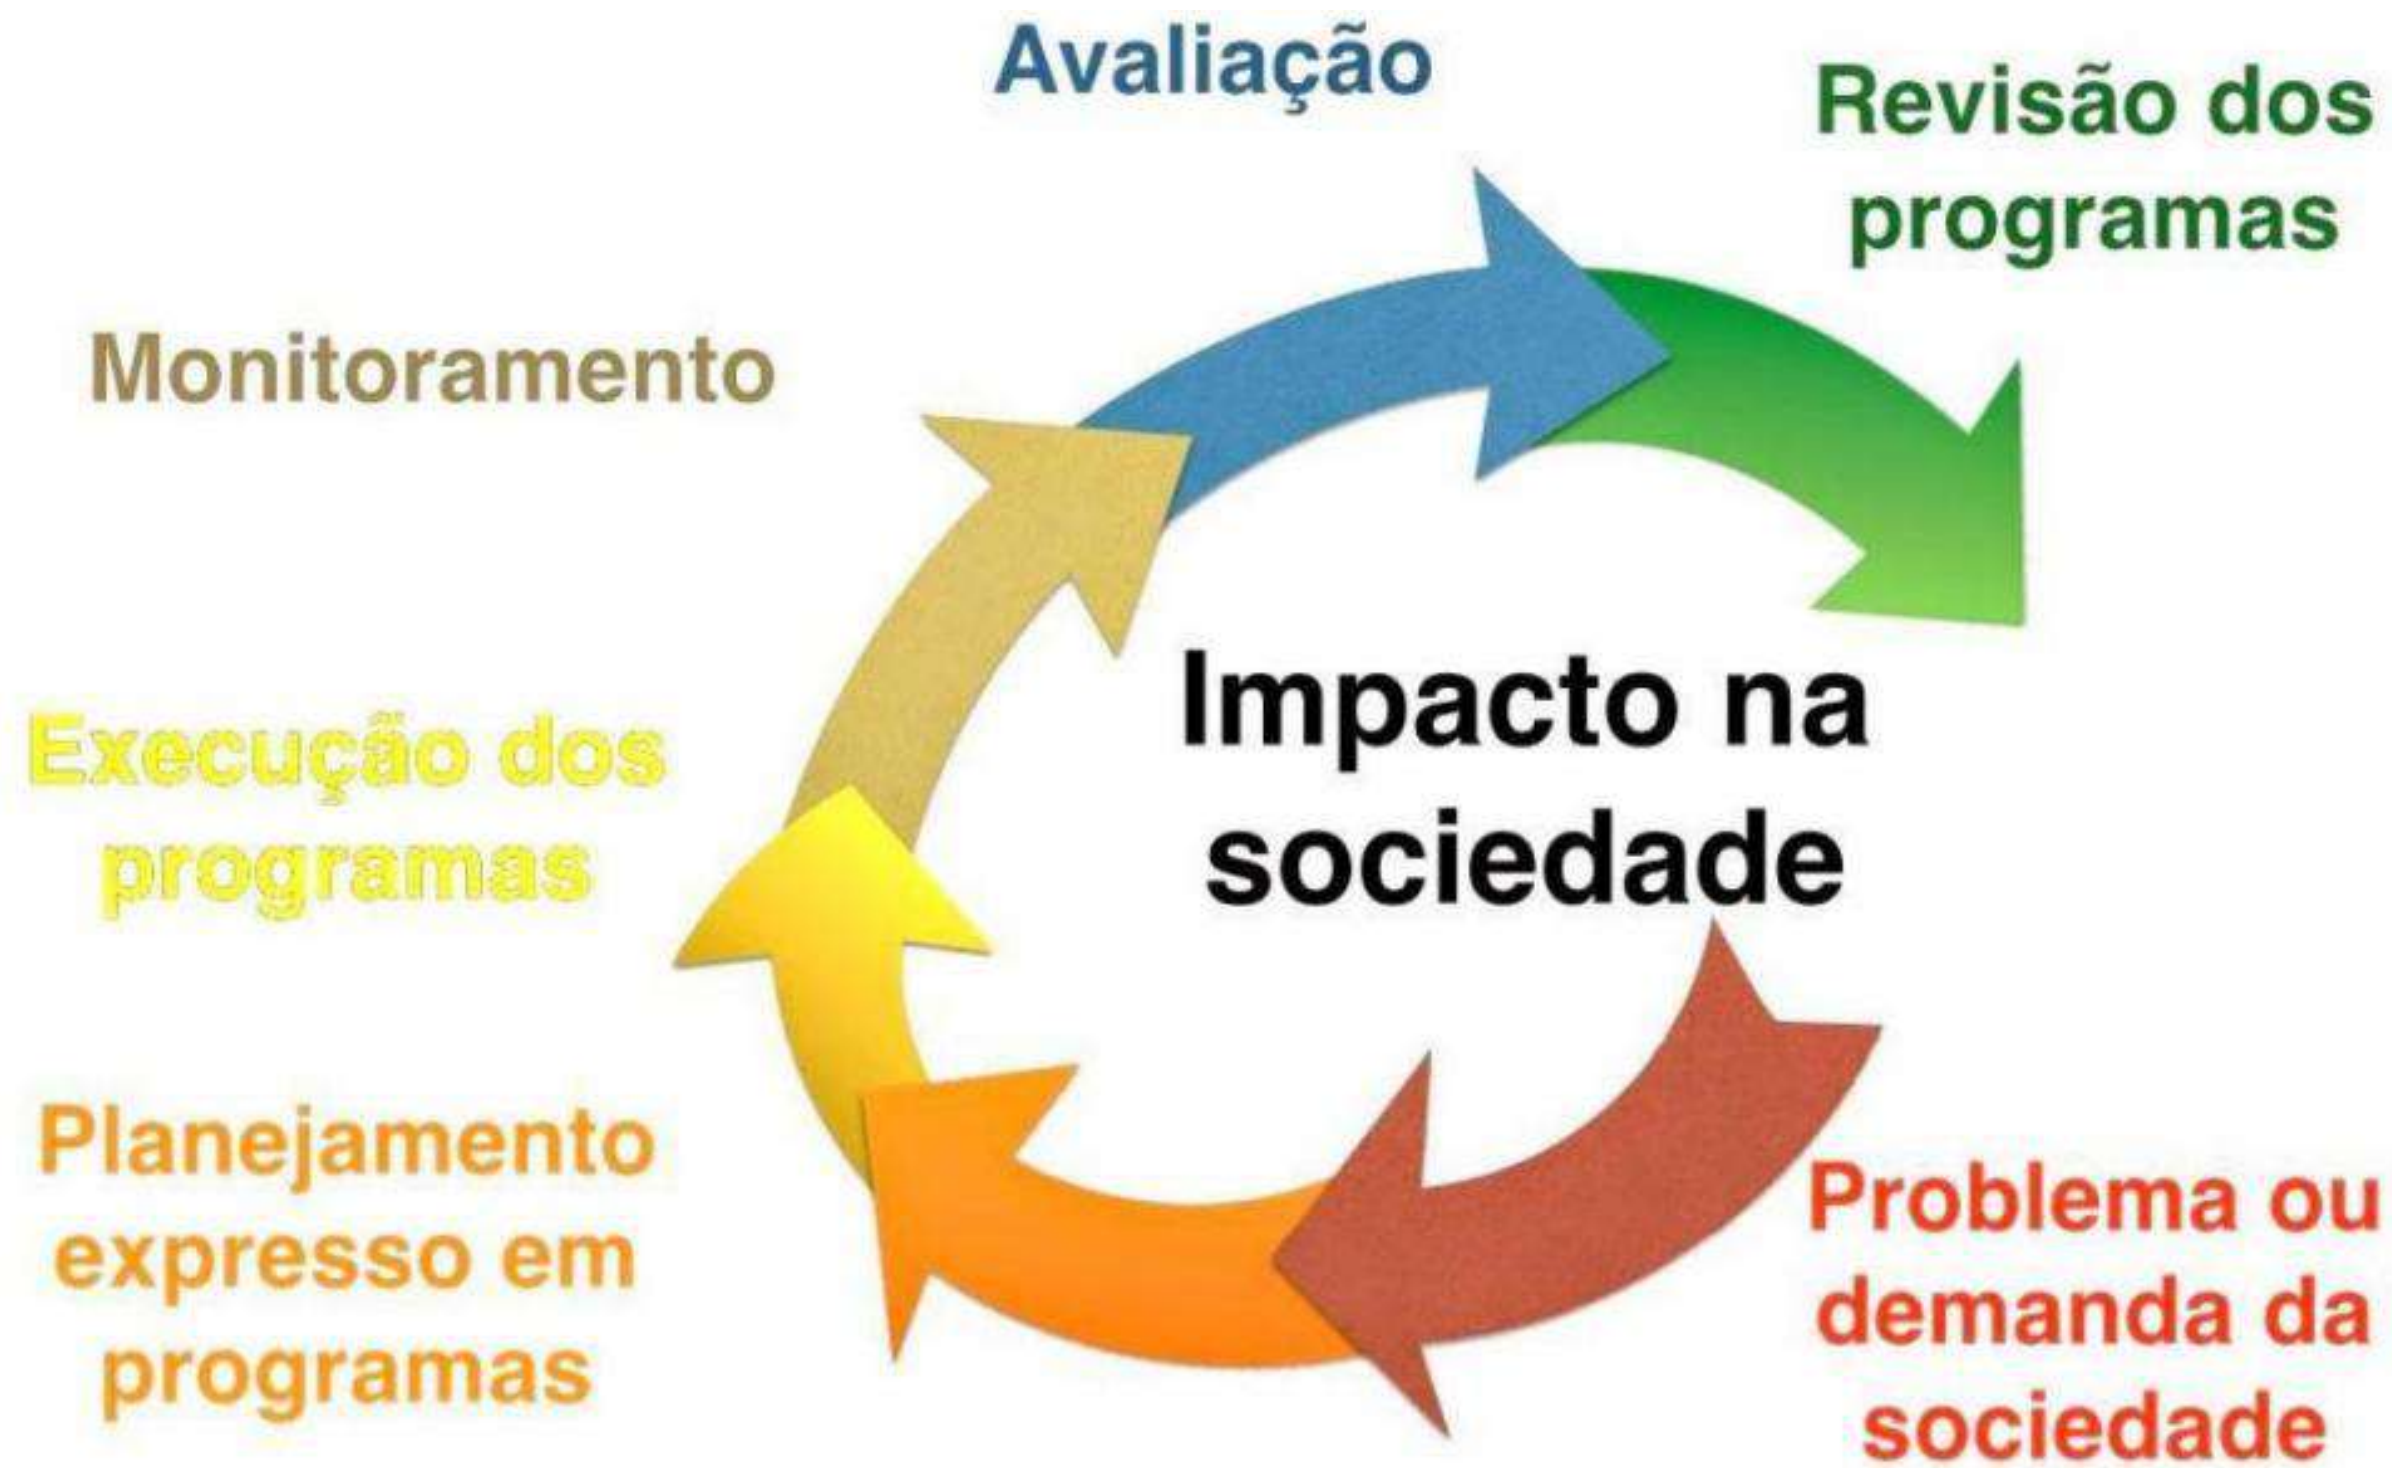 Avaliação
Revisão dos
programas
Monitoramento
Impacto na
sociedade
Execução dos
programas
Planejamento
expresso em
programas
Problema ou
demanda da
sociedade